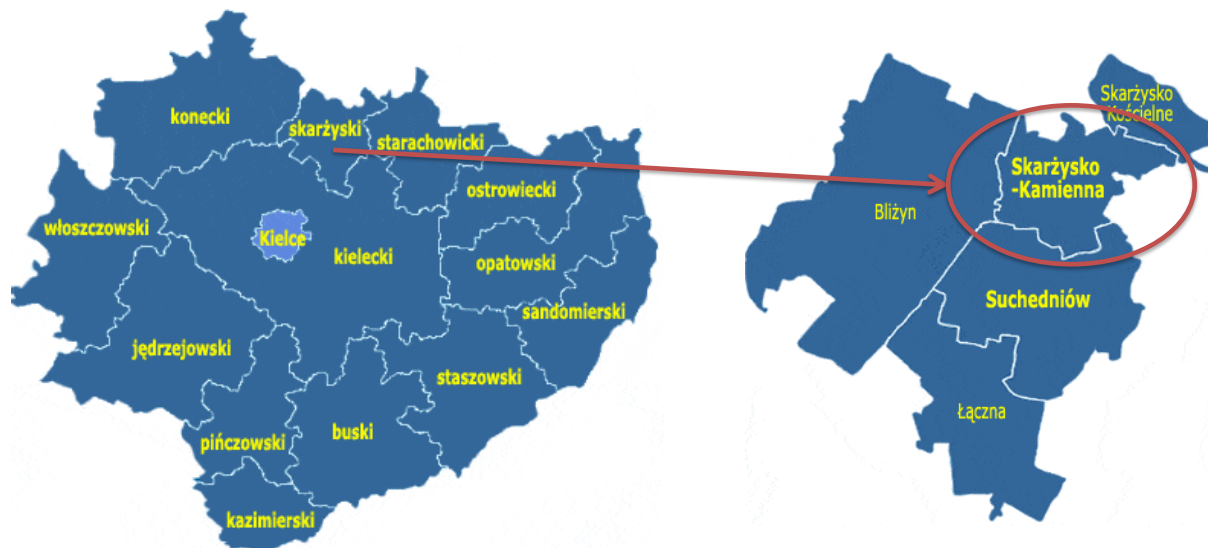 konecki
skarżyski
starachowicki
ostrowiecki
włoszczowski
Kielce
kielecki
opatowski
sandomierski
jędrzejowski
staszowski
pińczowski
buski
kazimierski
Skarżysko
Kościelne
Skarżysko
-Kamienna
Bliżyn
Suchedniów
Łączna